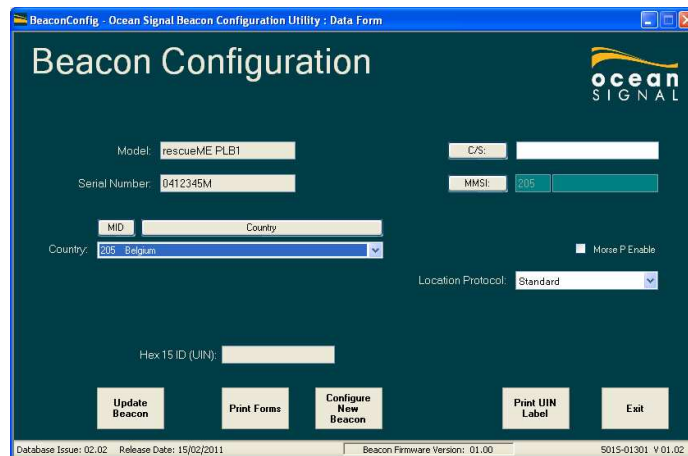 BeaconConfig - Ocean Signal Beacon Configuration Utility : Data Form
Beacon Configuration
ocean
SIGNAL
Model: rescueME PLB1
C/S:
Serial Number: 0412345M
MMSI: 205
MID Country
Country: 205 Belgium
Morse P Enable
Location Protocol: Standard
Hex 15 ID (UIN):
Update
Beacon
Print Forms
Configure
New
Beacon
Print UIN
Label
Exit
Database Issue: 02.02 Release Date: 15/02/2011 Beacon Firmware Version: 01.00 501S-01301 V 01.02